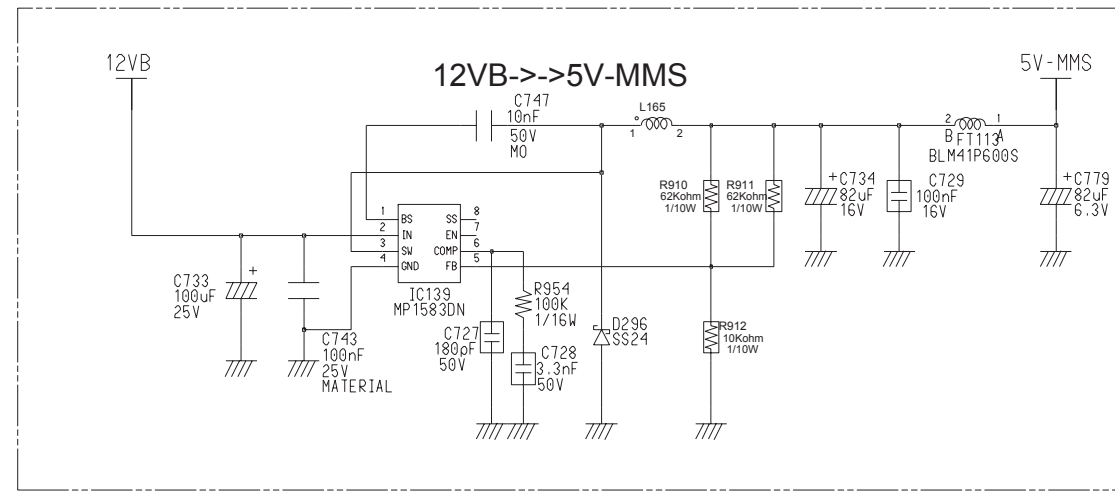 12VB
12VB->->5V-MMS
5V-MMS
C747
10nF
50V
MO
L165
1 2
2 1
B FT113 A
BLM41P600S
R910
62Kohm
1/10W
R911
62Kohm
1/10W
+C734
82uF
16V
C729
100nF
16V
+C779
82uF
6.3V
1 BS SS 8
2 IN EN 7
3 SW COMP 6
4 GND FB 5
IC139
MP1583DN
+
C733
100uF
25V
C743
100nF
25V
MATERIAL
R954
100K
1/16W
C727
180pF
50V
C728
3.3nF
50V
D296
SS24
R912
10Kohm
1/10W